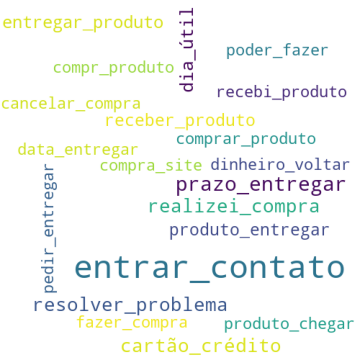 entregar_produto
dia_útil
poder_fazer
compr_produto
recebi_produto
cancelar_compra
receber_produto
comprar_produto
data_entregar
compra_site
dinheiro_voltar
pedir_entregar
prazo_entregar
realizei_compra
produto_entregar
entrar_contato
resolver_problema
fazer_compra
produto_chegar
cartão_crédito